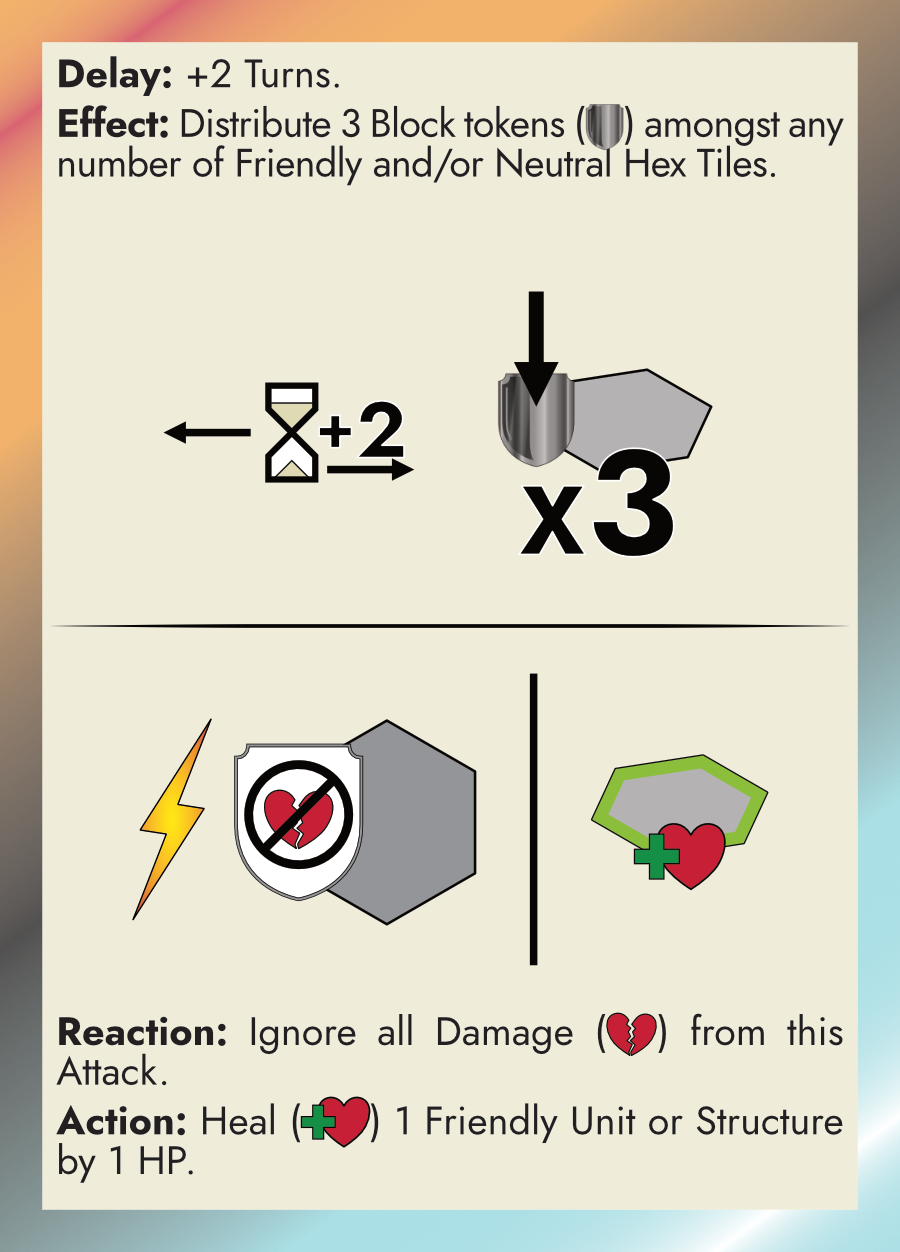 Delay: +2 Turns.
Effect: Distribute 3 Block tokens () amongst any
number of Friendly and/or Neutral Hex Tiles.
+2
x3
Reaction: Ignore all Damage () from this
Attack.
Action: Heal () 1 Friendly Unit or Structure
by 1 HP.